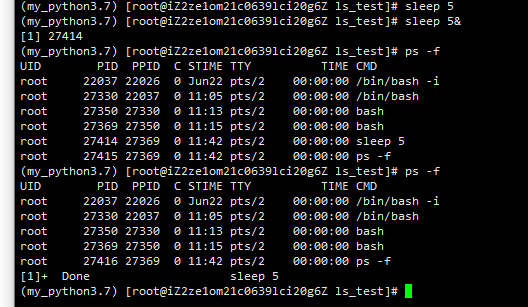 (my_python3.7) [root@iZ2ze1om21c0639lci20g6Z ls_test]# sleep 5
(my_python3.7) [root@iZ2ze1om21c0639lci20g6Z ls_test]# sleep 5&
[1] 27414
(my_python3.7) [root@iZ2ze1om21c0639lci20g6Z ls_test]# ps -f
UID        PID  PPID  C STIME TTY          TIME CMD
root     22037 22026  0 Jun22 pts/2    00:00:00 /bin/bash -i
root     27330 22037  0 11:05 pts/2    00:00:00 /bin/bash
root     27350 27330  0 11:13 pts/2    00:00:00 bash
root     27369 27350  0 11:15 pts/2    00:00:00 bash
root     27414 27369  0 11:42 pts/2    00:00:00 sleep 5
root     27415 27369  0 11:42 pts/2    00:00:00 ps -f
(my_python3.7) [root@iZ2ze1om21c0639lci20g6Z ls_test]# ps -f
UID        PID  PPID  C STIME TTY          TIME CMD
root     22037 22026  0 Jun22 pts/2    00:00:00 /bin/bash -i
root     27330 22037  0 11:05 pts/2    00:00:00 /bin/bash
root     27350 27330  0 11:13 pts/2    00:00:00 bash
root     27369 27350  0 11:15 pts/2    00:00:00 bash
root     27416 27369  0 11:42 pts/2    00:00:00 ps -f
[1]+  Done                    sleep 5
(my_python3.7) [root@iZ2ze1om21c0639lci20g6Z ls_test]#